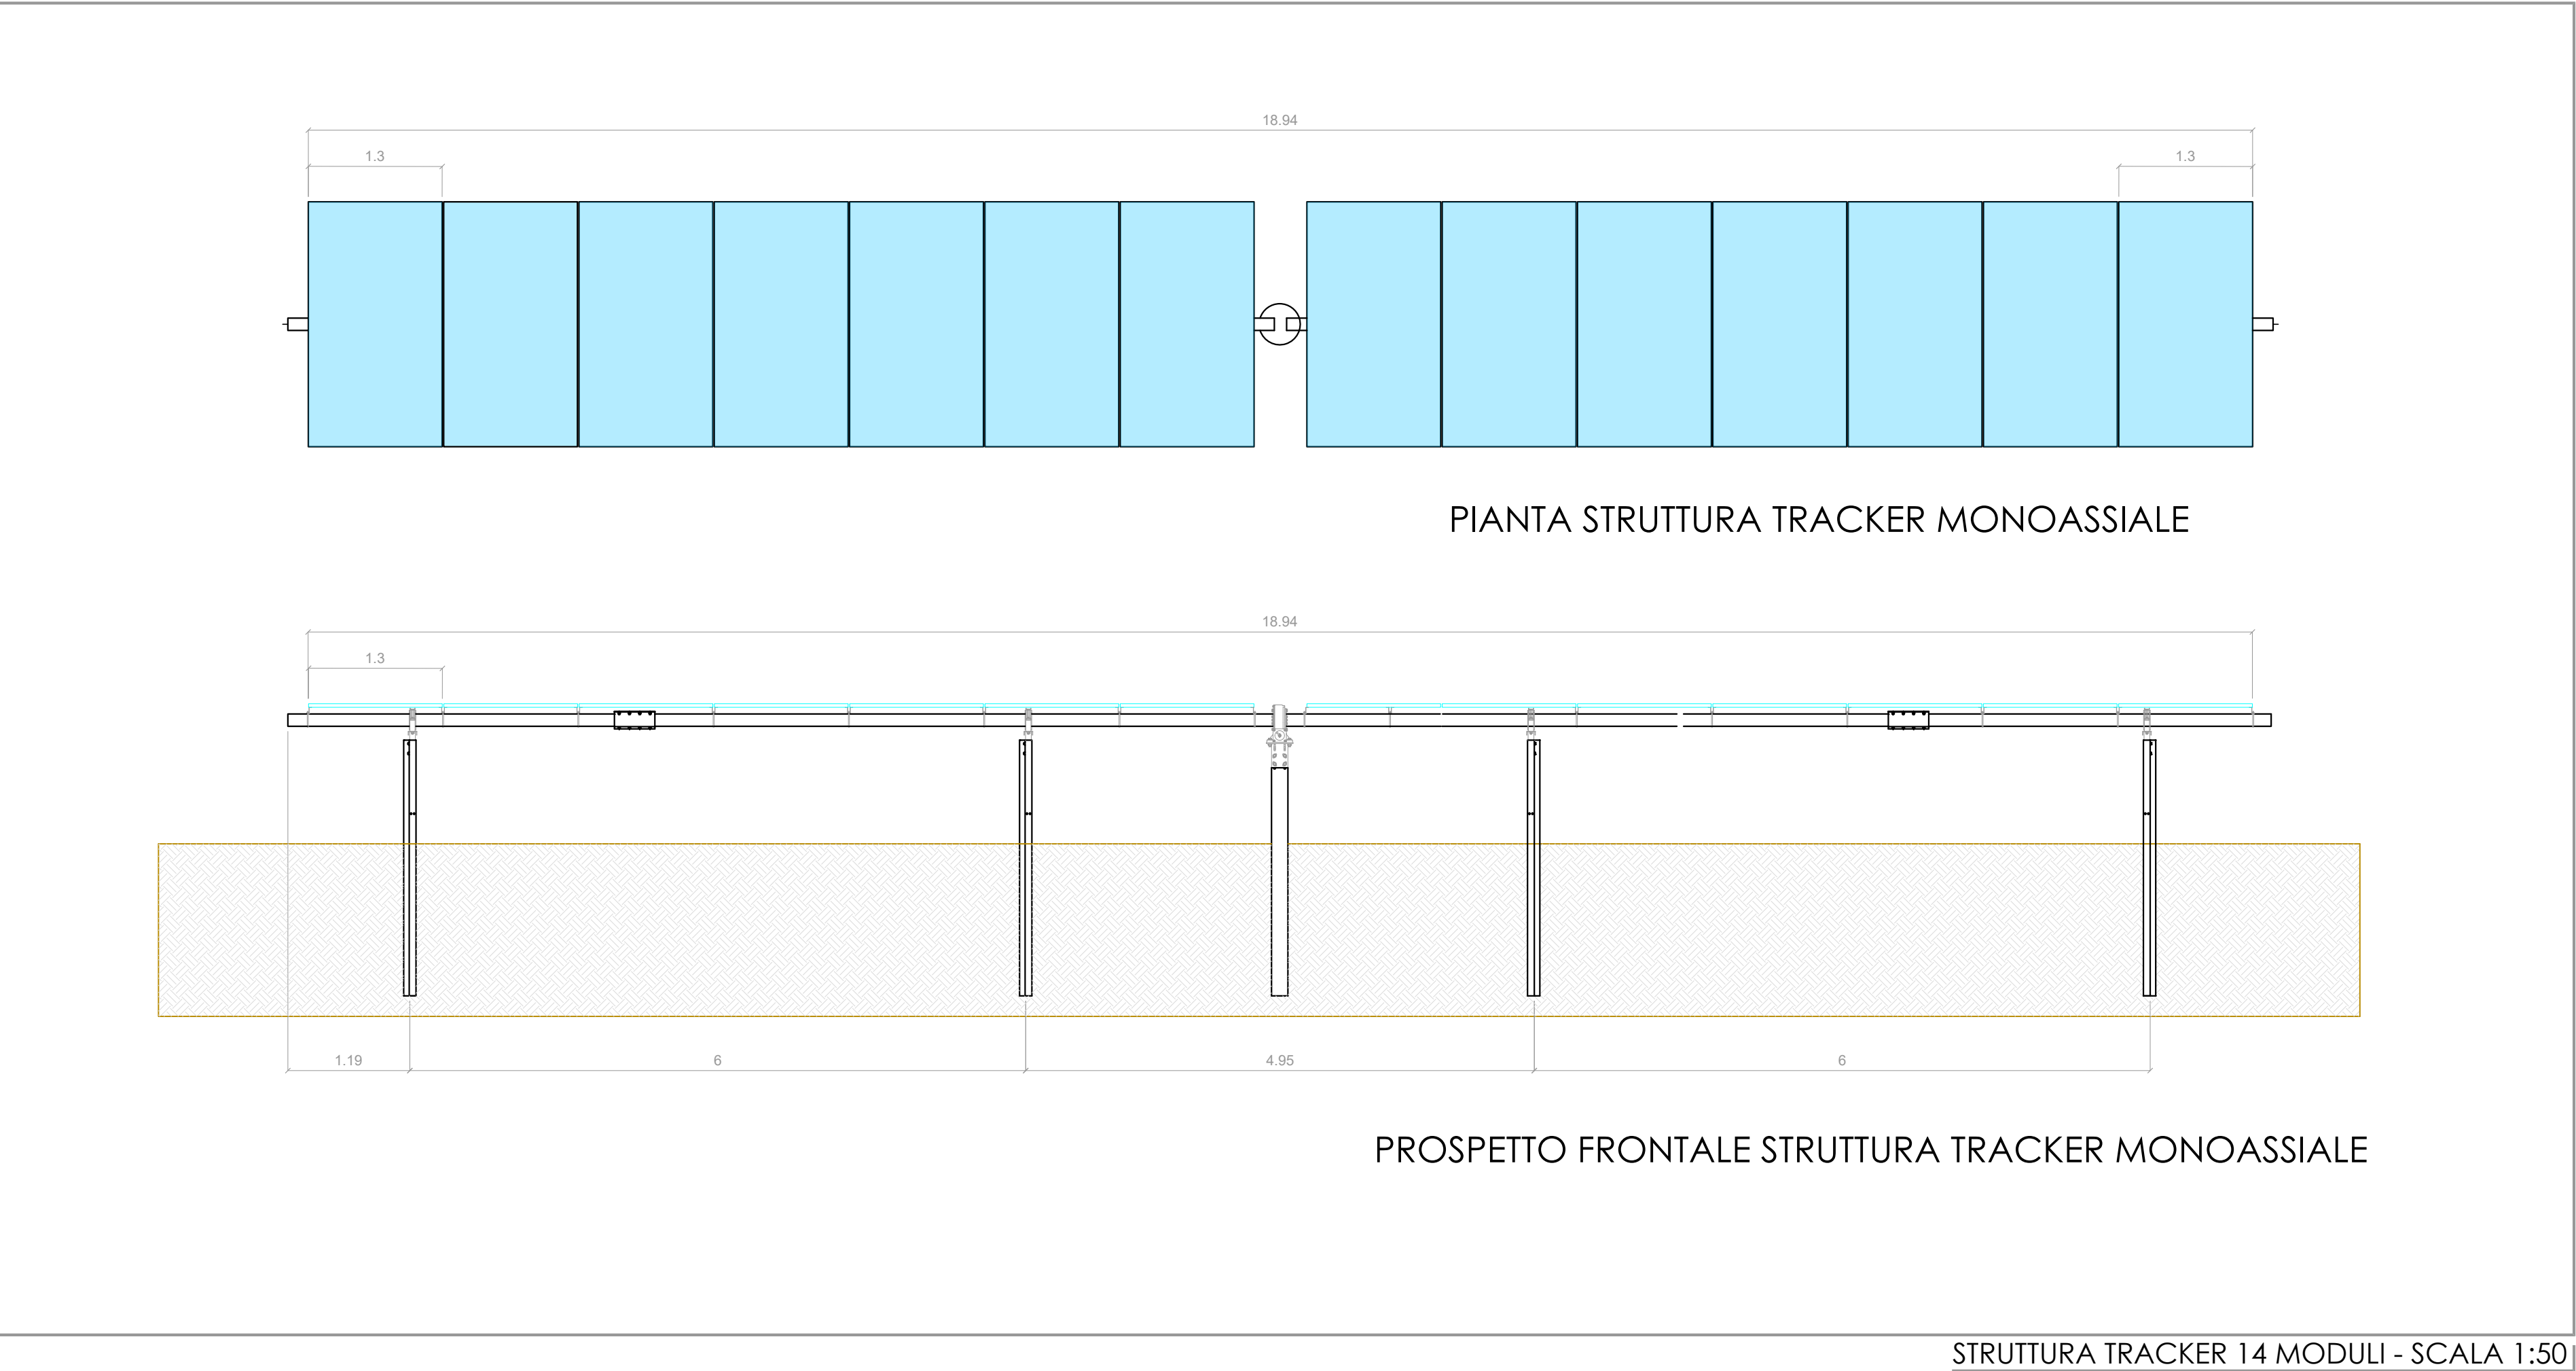 18.94
1.3 1.3
PIANTA STRUTTURA TRACKER MONOASSIALE
18.94
1.3
1.19 6 4.95 6
PROSPETTO FRONTALE STRUTTURA TRACKER MONOASSIALE
STRUTTURA TRACKER 14 MODULI - SCALA 1:50